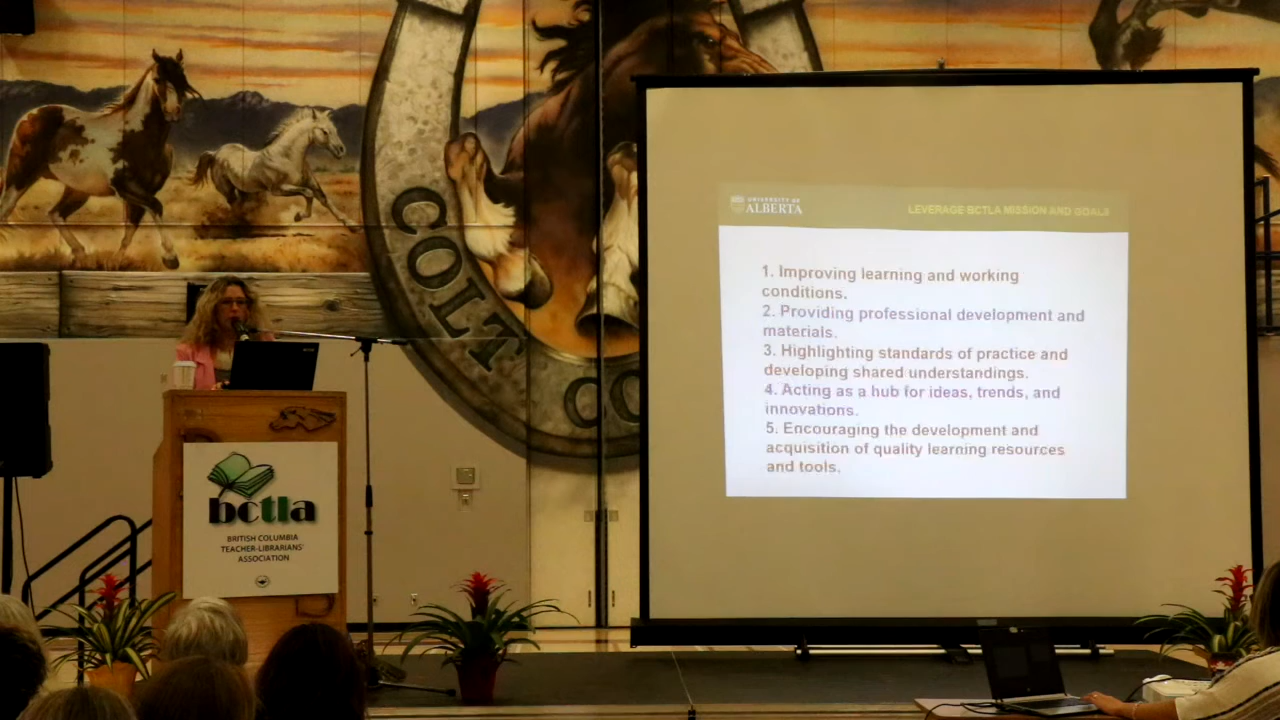 COLT CO
UNIVERSITY OF
ALBERTA
LEVERAGE BCTLA MISSION AND GOALS
1. Improving learning and working
conditions.
2. Providing professional development and
materials.
3. Highlighting standards of practice and
developing shared understandings.
4. Acting as a hub for ideas, trends, and
innovations.
5. Encouraging the development and
acquisition of quality learning resources
and tools.
bctla
BRITISH COLUMBIA
TEACHER-LIBRARIANS'
ASSOCIATION